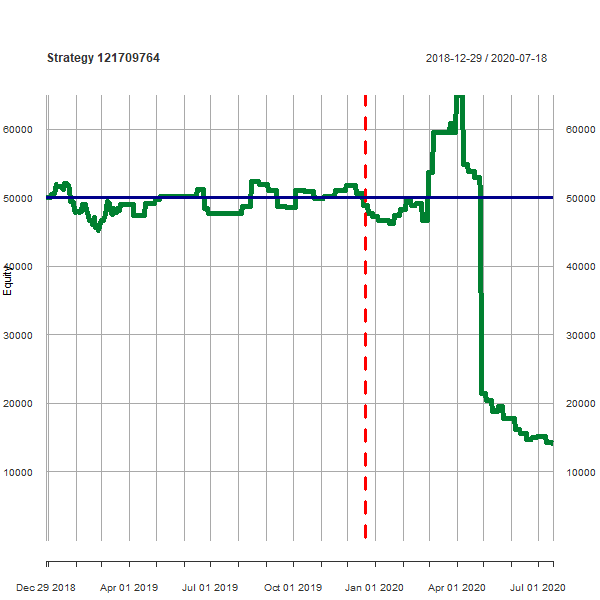 Strategy 121709764
2018-12-29 / 2020-07-18
60000
60000
50000
50000
40000
40000
Equity
30000
30000
20000
20000
10000
10000
Dec 29 2018
Apr 01 2019
Jul 01 2019
Oct 01 2019
Jan 01 2020
Apr 01 2020
Jul 01 2020